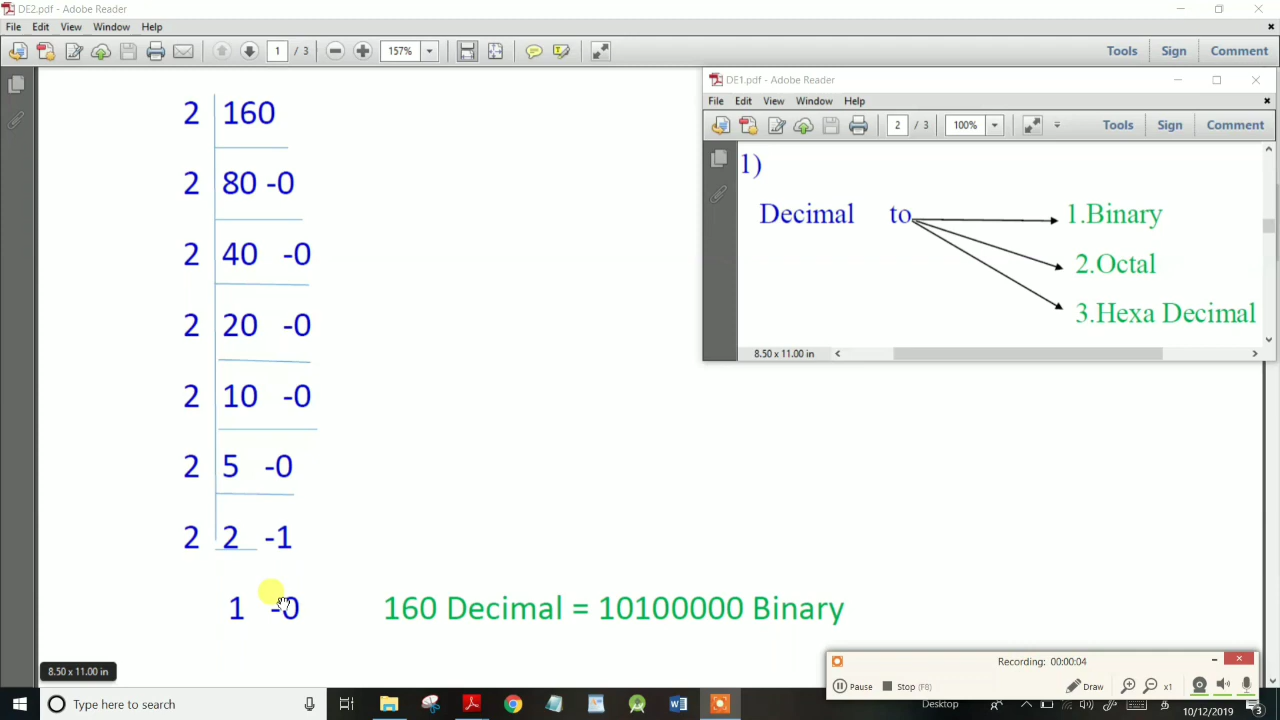 DE2.pdf - Adobe Reader
File Edit View Window Help
1 / 3 157% Tools Sign Comment
2 160
2 80 -0
2 40 -0
2 20 -0
2 10 -0
2 5 -0
2 2 -1
1 -0
160 Decimal = 10100000 Binary
8.50 x 11.00 in
DE1.pdf - Adobe Reader
File Edit View Window Help
2 / 3 100% Tools Sign Comment
1)
Decimal to 1.Binary
2.Octal
3.Hexa Decimal
8.50 x 11.00 in
Recording: 00:00:04
Pause Stop (F8) Draw x1
Type here to search
Desktop
10/12/2019 3